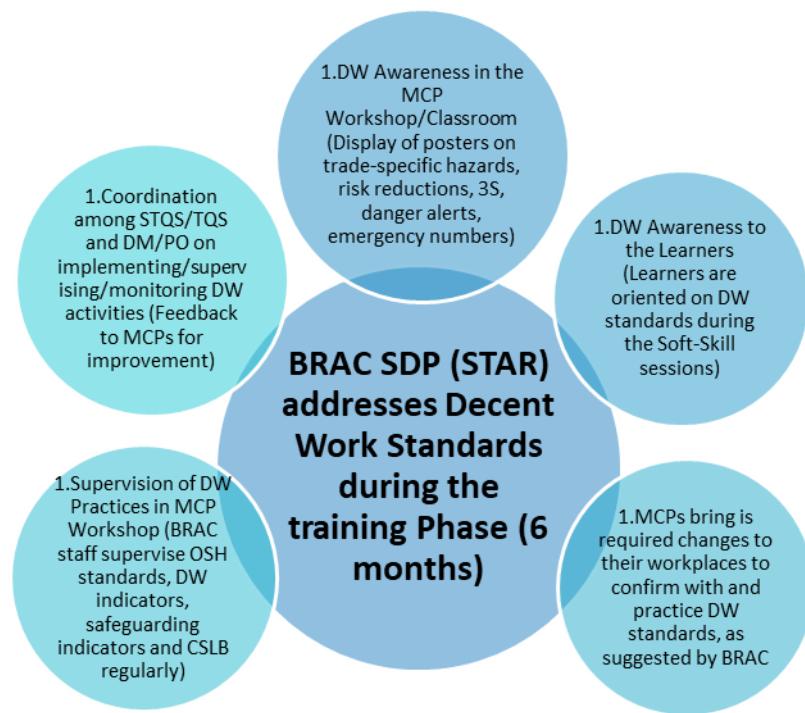 1.DW Awareness in the
MCP
Workshop/Classroom
(Display of posters on
trade-specific hazards,
risk reductions, 3S,
danger alerts,
emergency numbers)
1.Coordination
among STQS/TQS
and DM/PO on
implementing/superv
ising/monitoring DW
activities (Feedback
to MCPs for
improvement)
1.DW Awareness to
the Learners
(Learners are
oriented on DW
standards during
the Soft-Skill
sessions)
BRAC SDP (STAR)
addresses Decent
Work Standards
during the
training Phase (6
months)
1.Supervision of DW
Practices in MCP
Workshop (BRAC
staff supervise OSH
standards, DW
indicators,
safeguarding
indicators and CSLB
regularly)
1.MCPs bring is
required changes to
their workplaces to
confirm with and
practice DW
standards, as
suggested by BRAC